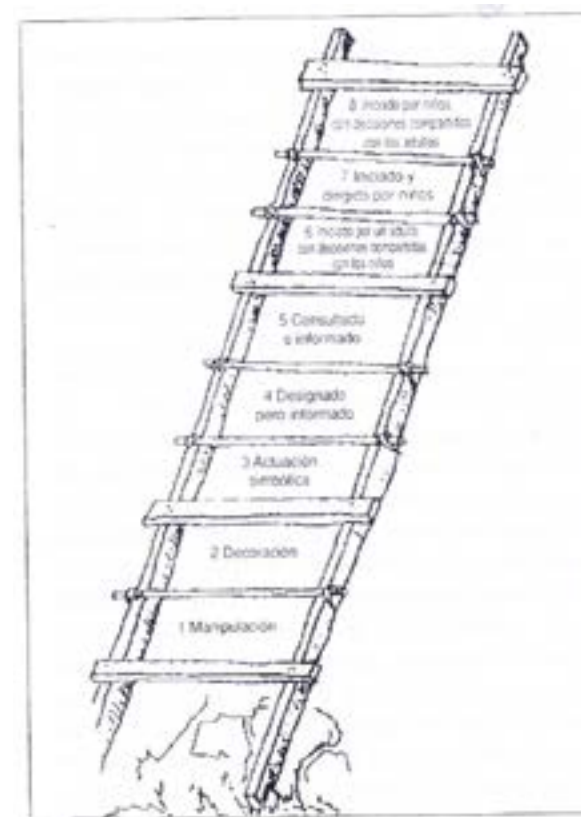 8 Iniciado por niños
con decisiones compartidas
con los adultos
7 Iniciado y
dirigido por niños
6 Iniciado por un adulto
con decisiones compartidas
con los niños
5 Consultado
e informado
4 Designado
pero informado
3 Actuación
simbólica
2 Decoración
1 Manipulación